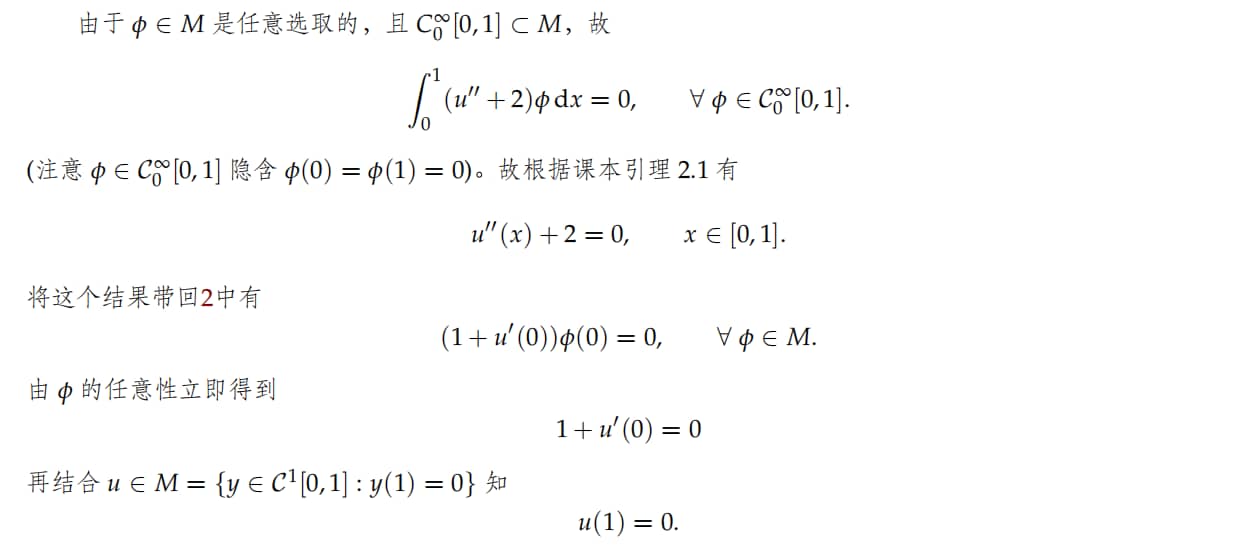 由于 ϕ ∈ M 是任意选取的，且 C₀^∞[0, 1] ⊂ M，故
∫₀¹ (u″ + 2)ϕ dx = 0,  ∀ ϕ ∈ C₀^∞[0, 1].
(注意 ϕ ∈ C₀^∞[0, 1] 隐含 ϕ(0) = ϕ(1) = 0)。故根据课本引理 2.1 有
u″(x) + 2 = 0,  x ∈ [0, 1].
将这个结果带回2中有
(1 + u′(0))ϕ(0) = 0,  ∀ ϕ ∈ M.
由 ϕ 的任意性立即得到
1 + u′(0) = 0
再结合 u ∈ M = {y ∈ C¹[0, 1] : y(1) = 0} 知
u(1) = 0.